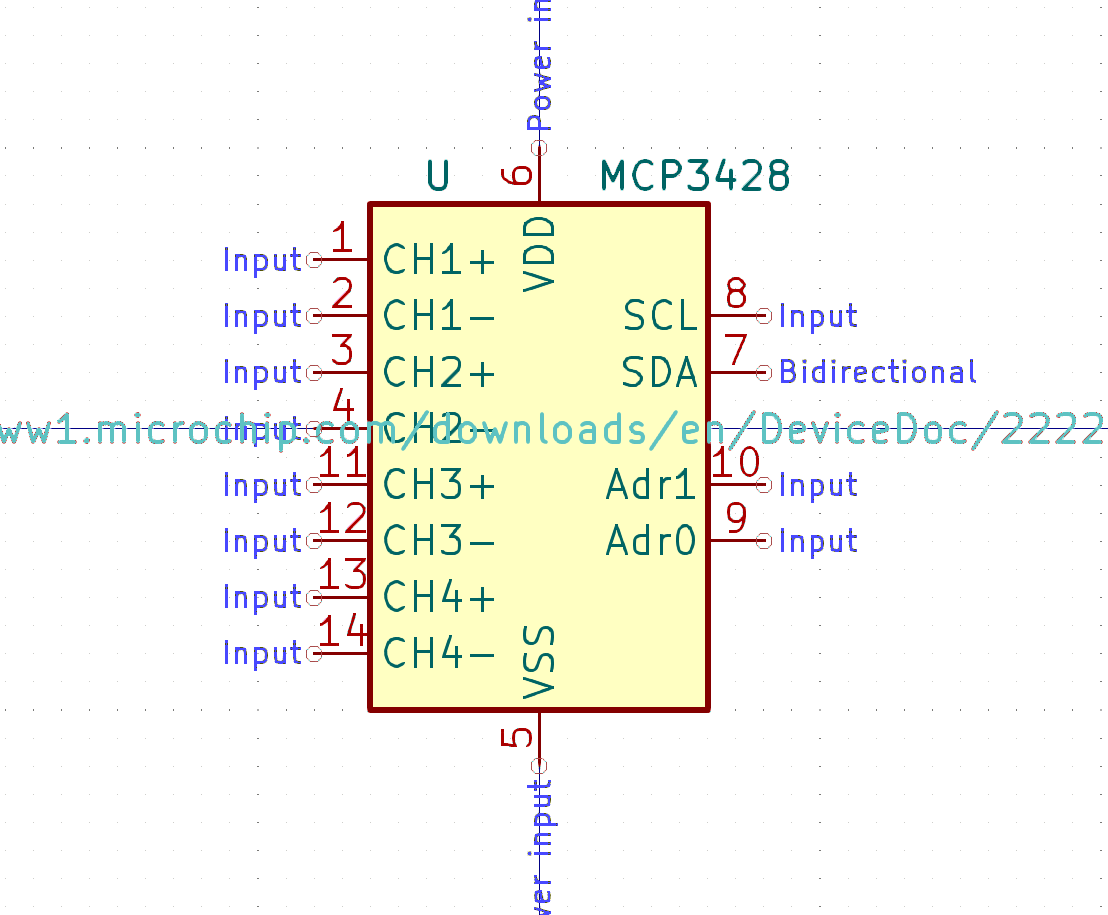 Power in
U 6 MCP3428
VDD
Input 1 CH1+
Input 2 CH1- SCL 8 Input
Input 3 CH2+ SDA 7 Bidirectional
Input 4 CH2-
ww1.microchip.com/downloads/en/DeviceDoc/2222
Input 11 CH3+ Adr1 10 Input
Input 12 CH3- Adr0 9 Input
Input 13 CH4+
Input 14 CH4-
VSS
5
wer input